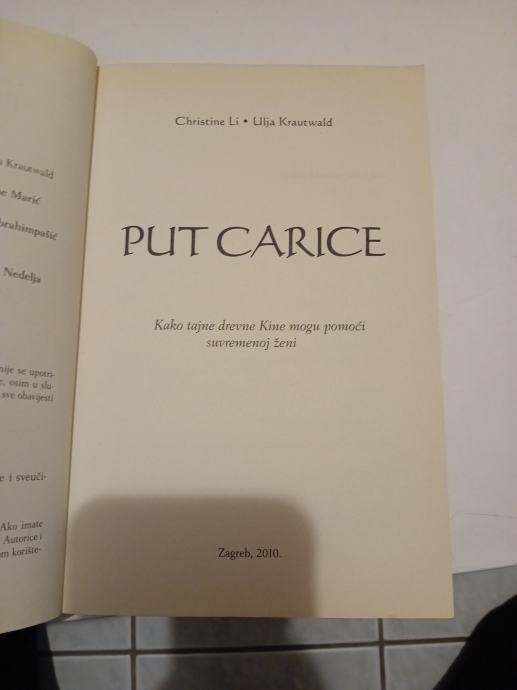 Krautwald
Marić
brahimpašić
Nedelja
nije se upotri-
osim u slu-
sve obavijesti
e i sveuči-
Ako imate
Autorice i
om korište-
Christine Li • Ulja Krautwald
PUT CARICE
Kako tajne drevne Kine mogu pomoći
suvremenoj ženi
Zagreb, 2010.